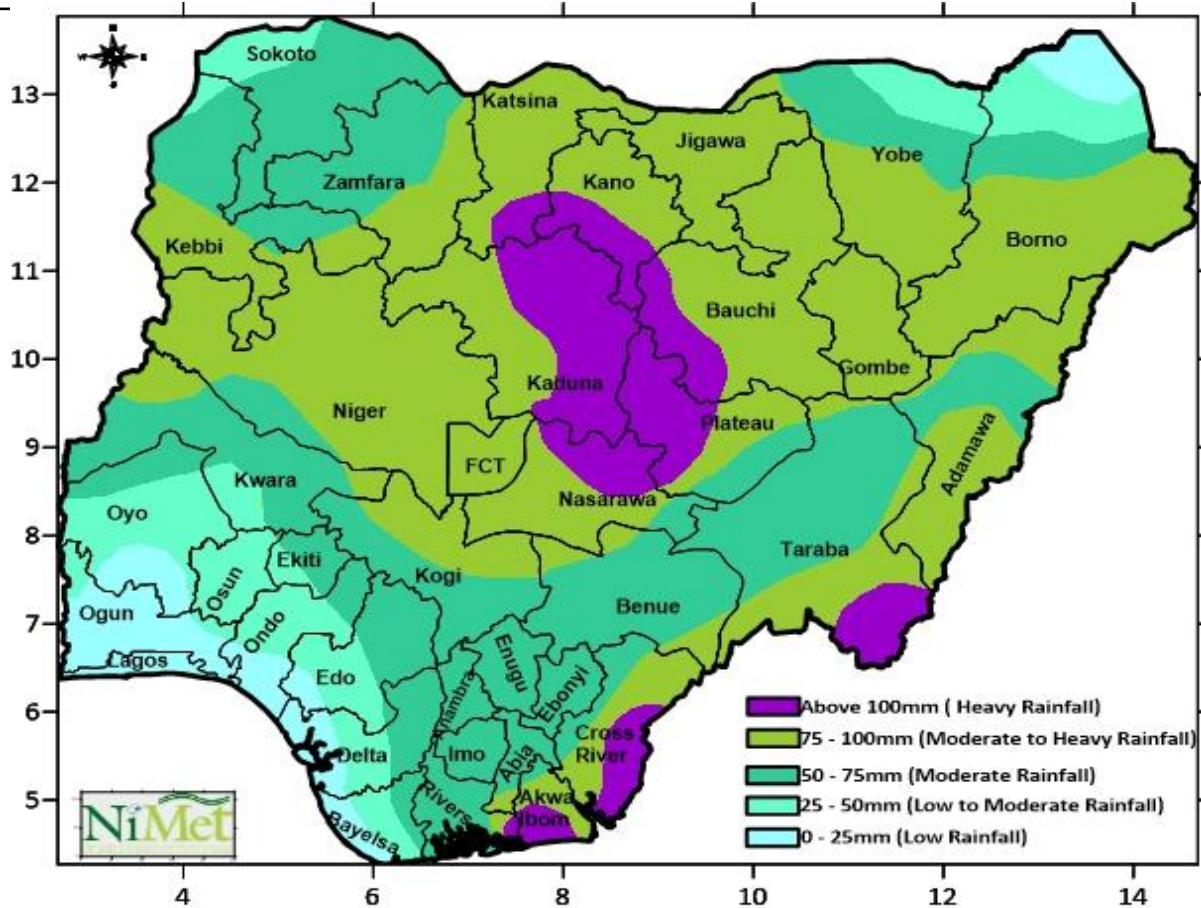 Sokoto
13
Katsina
Jigawa
Yobe
12
Zamfara
Kano
Kebbi
Borno
11
Bauchi
10
Gombe
Kaduna
Niger
Plateau
9
Adamawa
FCT
Kwara
Nasarawa
Oyo
8
Ekiti
Taraba
Kogi
Osun
Ogun
Benue
7
Ondo
Lagos
Enugu
Edo
Ebonyi
Anambra
6
Cross
River
Delta
Imo
Abia
Rivers
Akwa
Ibom
5
Bayelsa
NiMet
Above 100mm ( Heavy Rainfall)
75 - 100mm (Moderate to Heavy Rainfall)
50 - 75mm (Moderate Rainfall)
25 - 50mm (Low to Moderate Rainfall)
0 - 25mm (Low Rainfall)
4 6 8 10 12 14